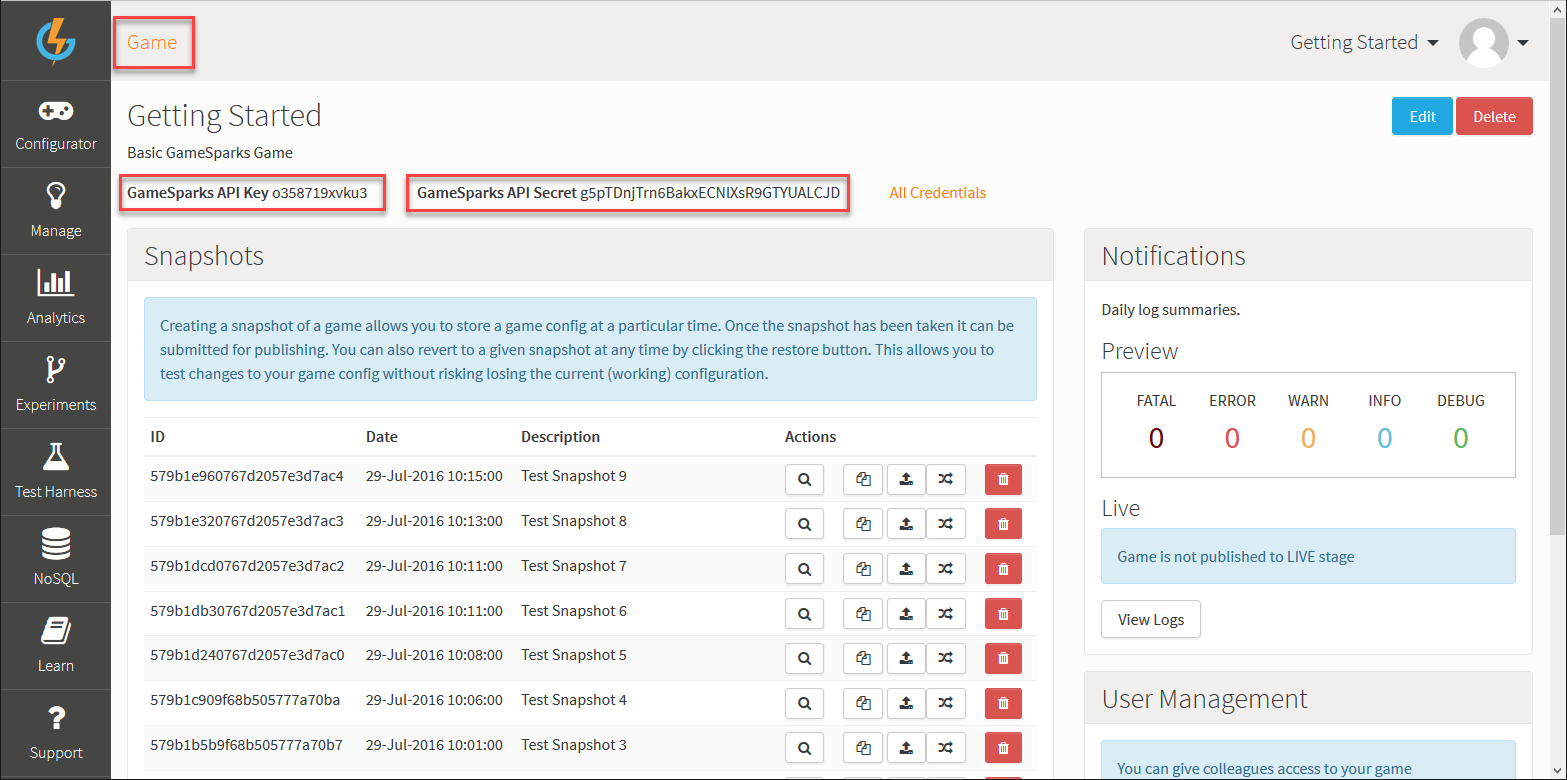 Game
Getting Started
Getting Started
Edit
Delete
Basic GameSparks Game
GameSparks API Key o358719xvku3
GameSparks API Secret g5pTDnjTrn6BakxECNlXsR9GTYUALCJD
All Credentials
Configurator
Manage
Analytics
Experiments
Test Harness
NoSQL
Learn
Support
Snapshots
Creating a snapshot of a game allows you to store a game config at a particular time. Once the snapshot has been taken it can be
submitted for publishing. You can also revert to a given snapshot at any time by clicking the restore button. This allows you to
test changes to your game config without risking losing the current (working) configuration.
ID Date Description Actions
579b1e960767d2057e3d7ac4 29-Jul-2016 10:15:00 Test Snapshot 9
579b1e320767d2057e3d7ac3 29-Jul-2016 10:13:00 Test Snapshot 8
579b1dcd0767d2057e3d7ac2 29-Jul-2016 10:11:00 Test Snapshot 7
579b1db30767d2057e3d7ac1 29-Jul-2016 10:11:00 Test Snapshot 6
579b1d240767d2057e3d7ac0 29-Jul-2016 10:08:00 Test Snapshot 5
579b1c909f68b505777a70ba 29-Jul-2016 10:06:00 Test Snapshot 4
579b1b5b9f68b505777a70b7 29-Jul-2016 10:01:00 Test Snapshot 3
Notifications
Daily log summaries.
Preview
FATAL ERROR WARN INFO DEBUG
0 0 0 0 0
Live
Game is not published to LIVE stage
View Logs
User Management
You can give colleagues access to your game